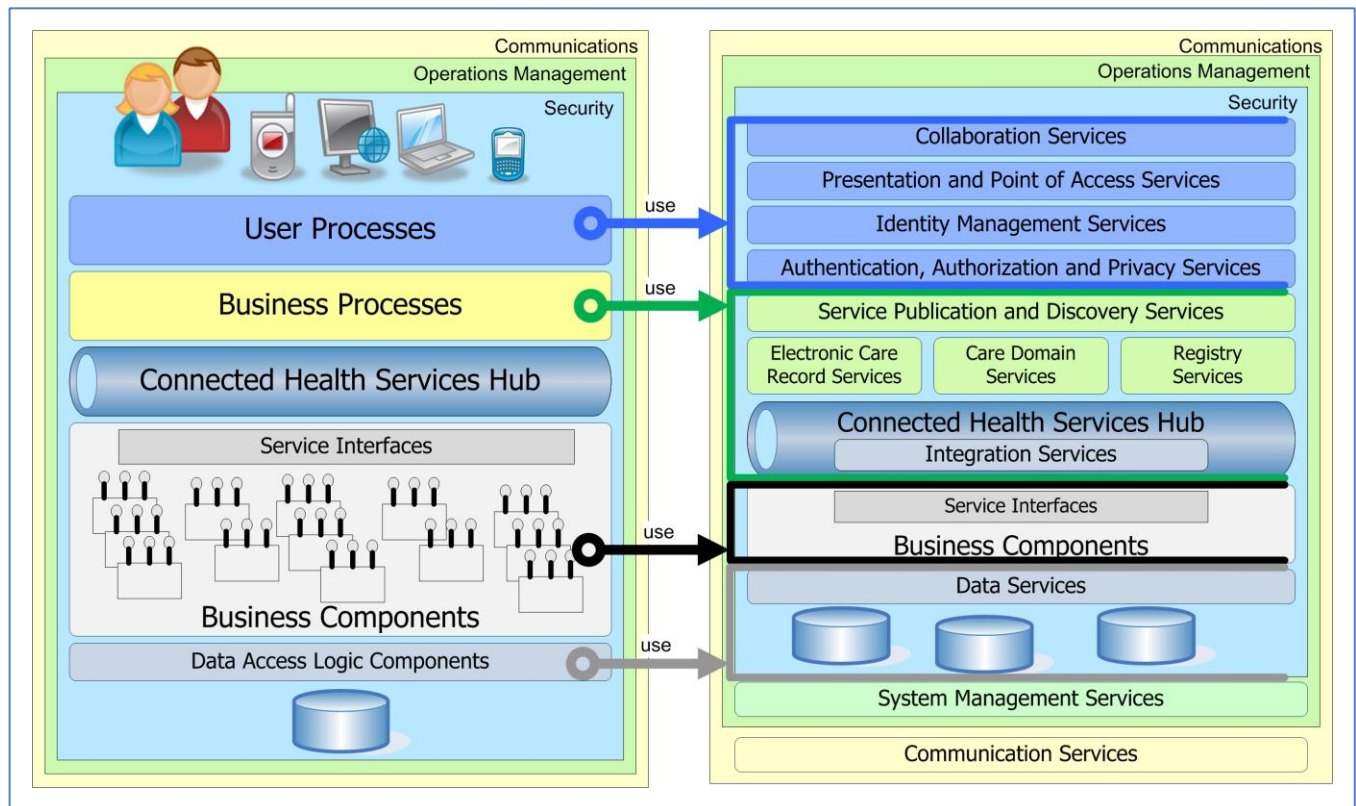 Communications
Operations Management
Security
User Processes
Business Processes
Connected Health Services Hub
Service Interfaces
Business Components
Data Access Logic Components
use
use
use
use
Communications
Operations Management
Security
Collaboration Services
Presentation and Point of Access Services
Identity Management Services
Authentication, Authorization and Privacy Services
Service Publication and Discovery Services
Electronic Care
Record Services
Care Domain
Services
Registry
Services
Connected Health Services Hub
Integration Services
Service Interfaces
Business Components
Data Services
System Management Services
Communication Services